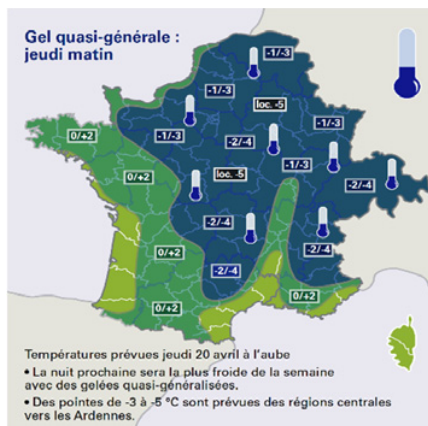 Gel quasi-générale :
jeudi matin
-1/-3
-1/-3
-1/-3
loc. -5
-1/-3
0/+2
-2/-4
-1/-3
0/+2
loc. -5
-2/-4
-2/-4
0/+2
-2/-4
-2/-4
0/+2
0/+2
Températures prévues jeudi 20 avril à l'aube
• La nuit prochaine sera la plus froide de la semaine
avec des gelées quasi-généralisées.
• Des pointes de -3 à -5 °C sont prévues des régions centrales
vers les Ardennes.